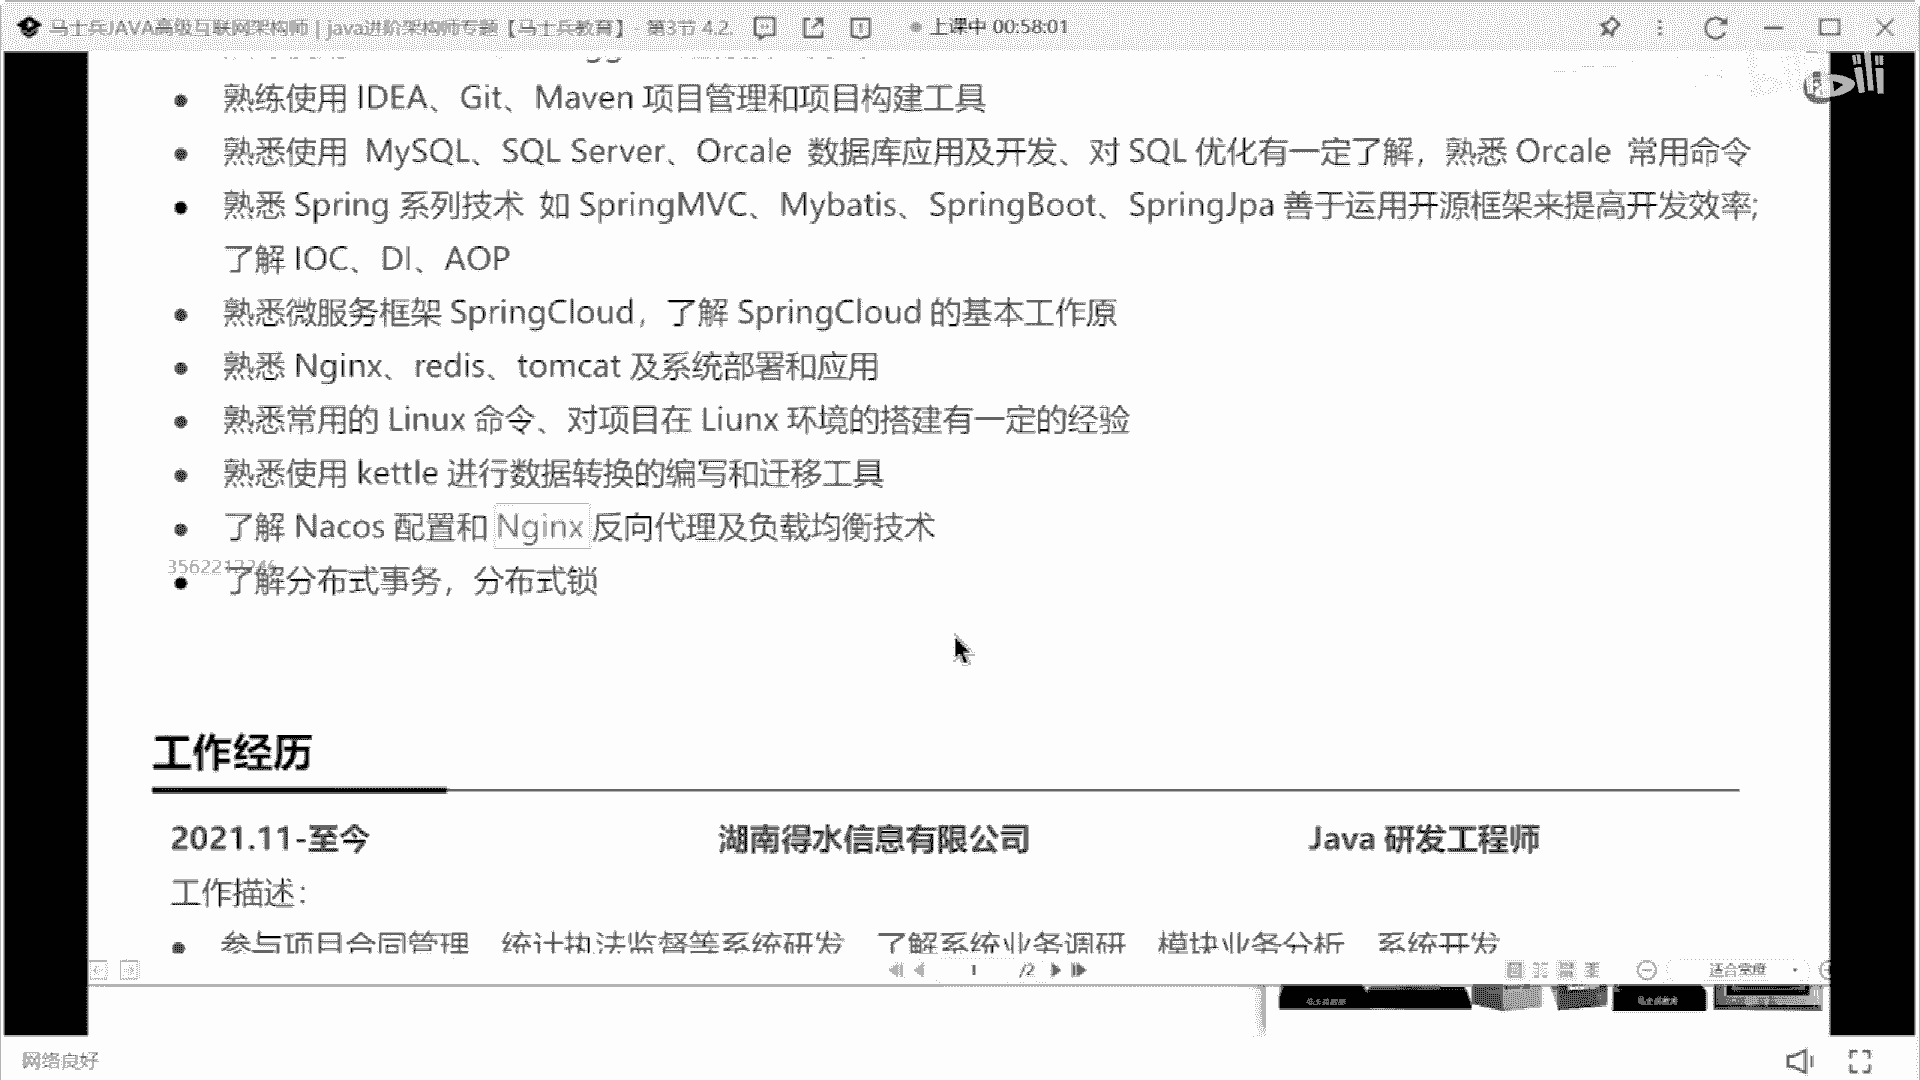 马士兵JAVA高级互联网架构师 | java进阶架构师专题【马士兵教育】 - 第3节 4.2.
上课中 00:58:01
bilibili
熟练使用 IDEA、Git、Maven 项目管理和项目构建工具
熟悉使用 MySQL、SQL Server、Orcale 数据库应用及开发、对 SQL 优化有一定了解，熟悉 Orcale 常用命令
熟悉 Spring 系列技术 如 SpringMVC、Mybatis、SpringBoot、SpringJpa 善于运用开源框架来提高开发效率;
了解 IOC、DI、AOP
熟悉微服务框架 SpringCloud，了解 SpringCloud 的基本工作原
熟悉 Nginx、redis、tomcat 及系统部署和应用
熟悉常用的 Linux 命令、对项目在 Liunx 环境的搭建有一定的经验
熟悉使用 kettle 进行数据转换的编写和迁移工具
了解 Nacos 配置和 Nginx 反向代理及负载均衡技术
3562217246
了解分布式事务，分布式锁
工作经历
2021.11-至今 湖南得水信息有限公司 Java 研发工程师
工作描述：
参与项目合同管理、统计执法监督等系统研发、了解系统业务调研、模块业务分析、系统开发
1 /2
适合宽度
网络良好